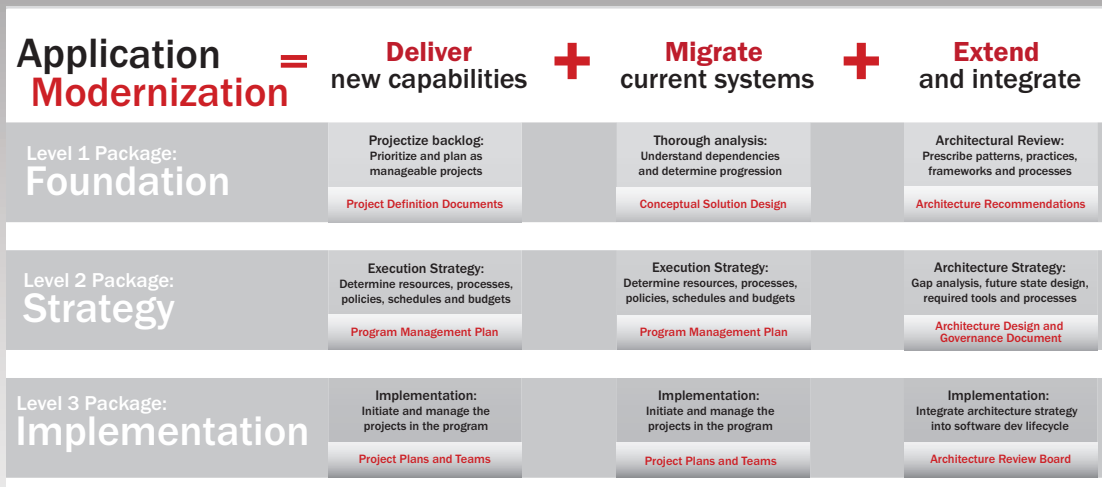 Application
Modernization
=
Deliver
new capabilities
+
Migrate
current systems
+
Extend
and integrate
Level 1 Package:
Foundation
Projectize backlog:
Prioritize and plan as
manageable projects
Project Definition Documents
Thorough analysis:
Understand dependencies
and determine progression
Conceptual Solution Design
Architectural Review:
Prescribe patterns, practices,
frameworks and processes
Architecture Recommendations
Level 2 Package:
Strategy
Execution Strategy:
Determine resources, processes,
policies, schedules and budgets
Program Management Plan
Execution Strategy:
Determine resources, processes,
policies, schedules and budgets
Program Management Plan
Architecture Strategy:
Gap analysis, future state design,
required tools and processes
Architecture Design and
Governance Document
Level 3 Package:
Implementation
Implementation:
Initiate and manage the
projects in the program
Project Plans and Teams
Implementation:
Initiate and manage the
projects in the program
Project Plans and Teams
Implementation:
Integrate architecture strategy
into software dev lifecycle
Architecture Review Board